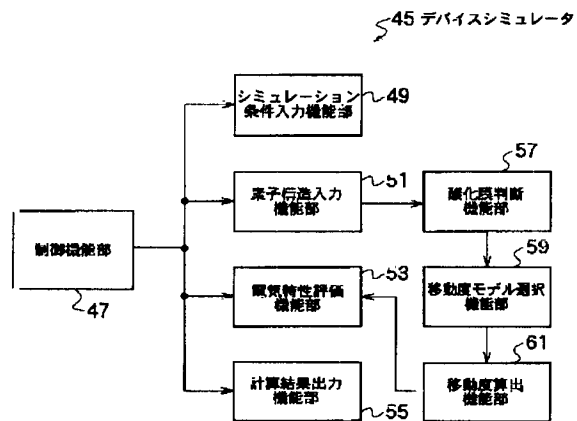 45 デバイスシミュレータ
シミュレーション
条件入力機能部
49
素子構造入力
機能部
51
酸化膜判断
機能部
57
制御機能部
47
電気特性評価
機能部
53
移動度モデル選択
機能部
59
計算結果出力
機能部
55
移動度算出
機能部
61